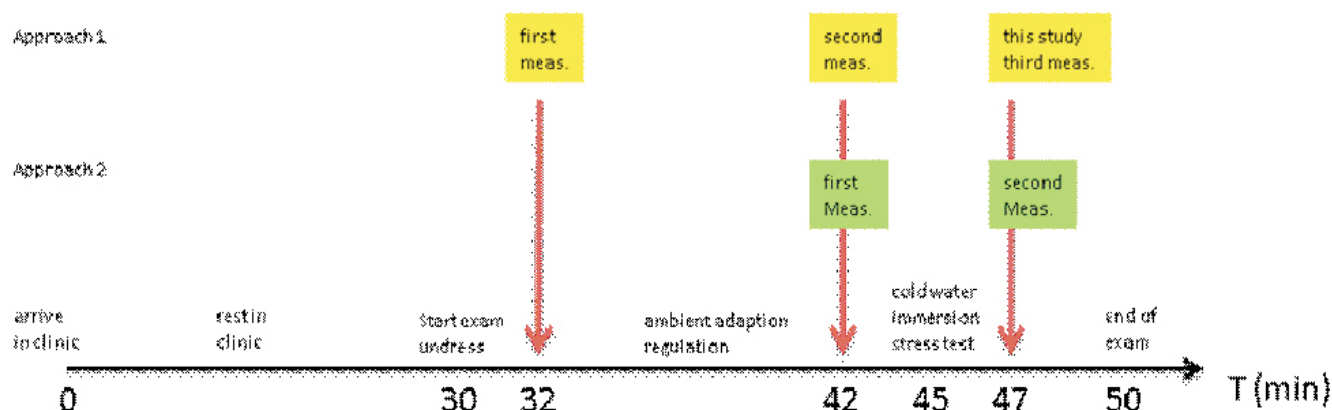 Approach 1
first
meas.
second
meas.
this study
third meas.
Approach 2
first
Meas.
second
Meas.
arrive
in clinic
rest in
clinic
Start exam
undress
ambient adaption
regulation
cold water
immersion
stress test
end of
exam
0
30
32
42
45
47
50
T (min)